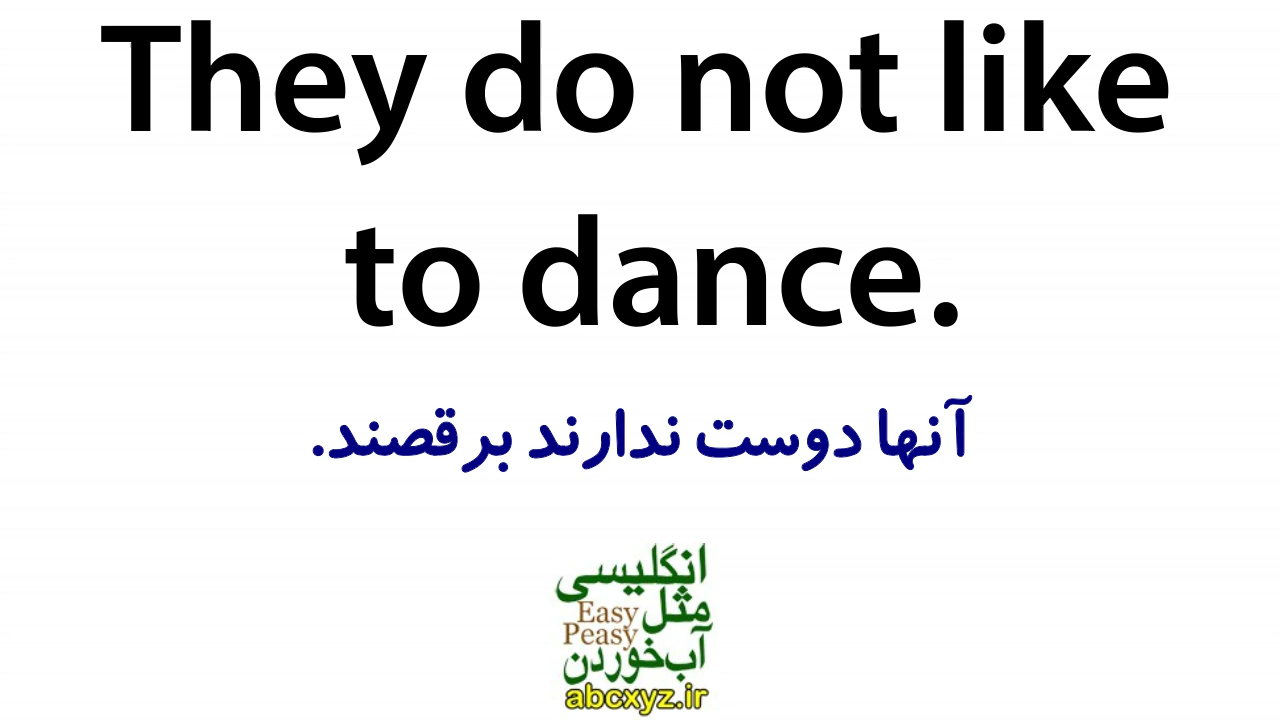 They do not like
to dance.
آنها دوست ندارند برقصند.
انگلیسی
مثل
Easy
Peasy
آب‌خوردن
abcxyz.ir